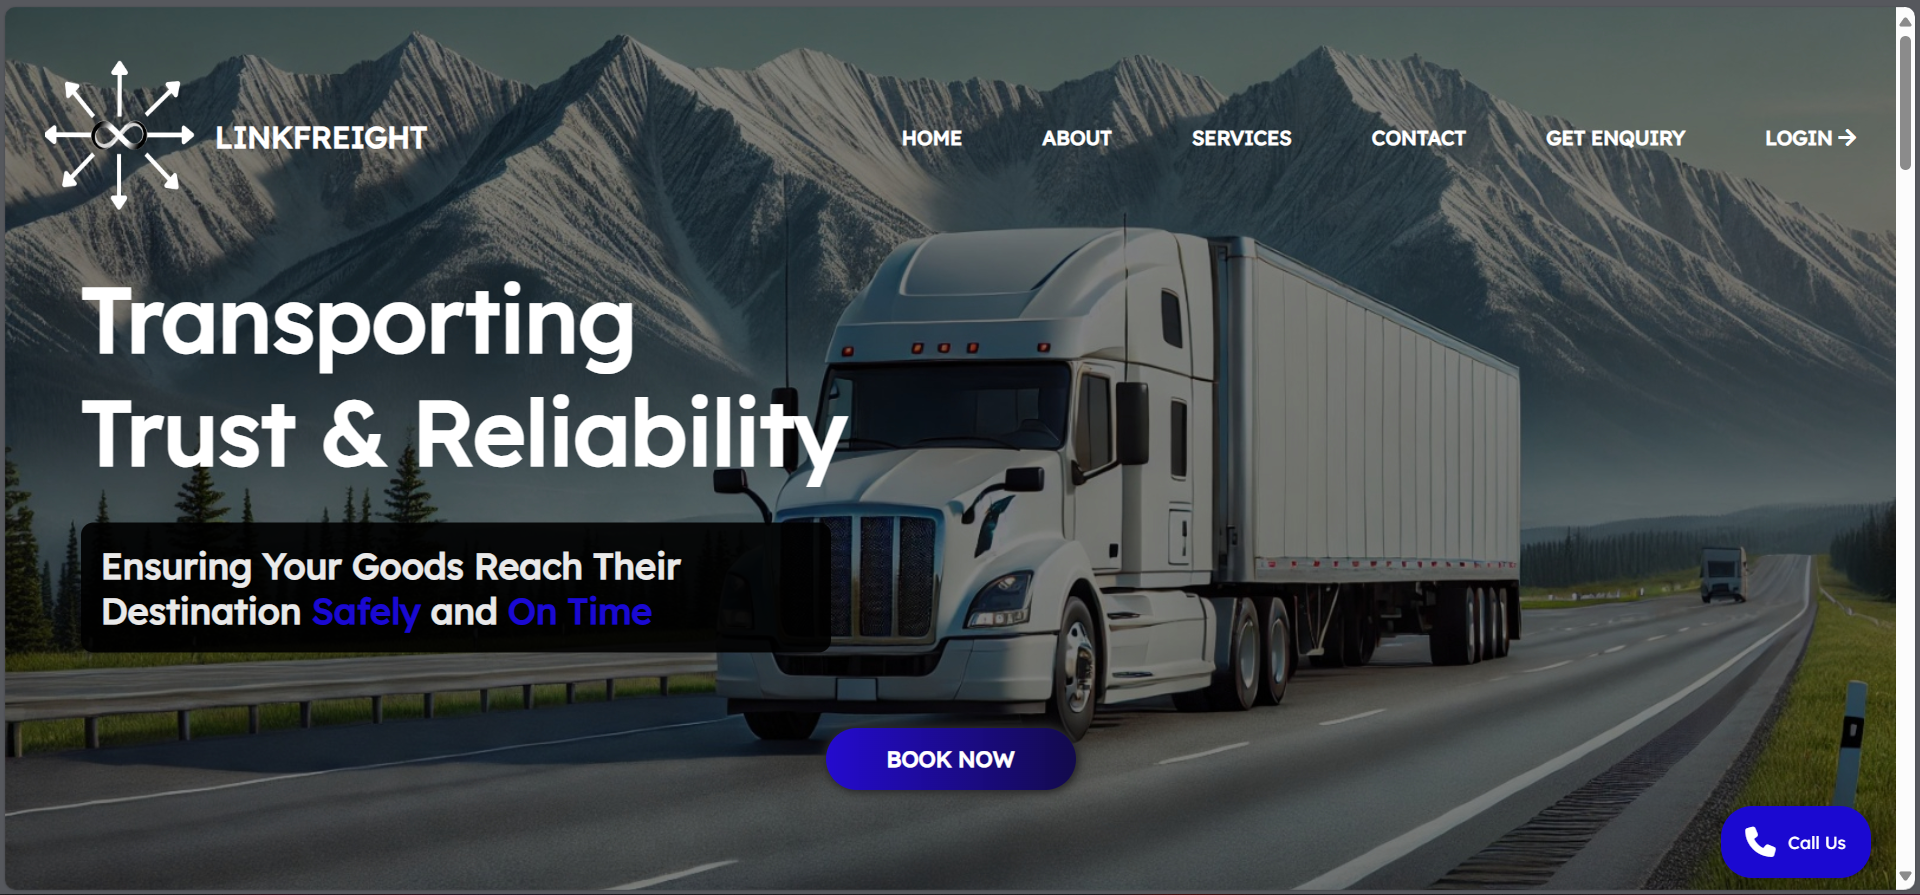 LINKFREIGHT
HOME
ABOUT
SERVICES
CONTACT
GET ENQUIRY
LOGIN →
Transporting
Trust & Reliability
Ensuring Your Goods Reach Their
Destination Safely and On Time
BOOK NOW
Call Us